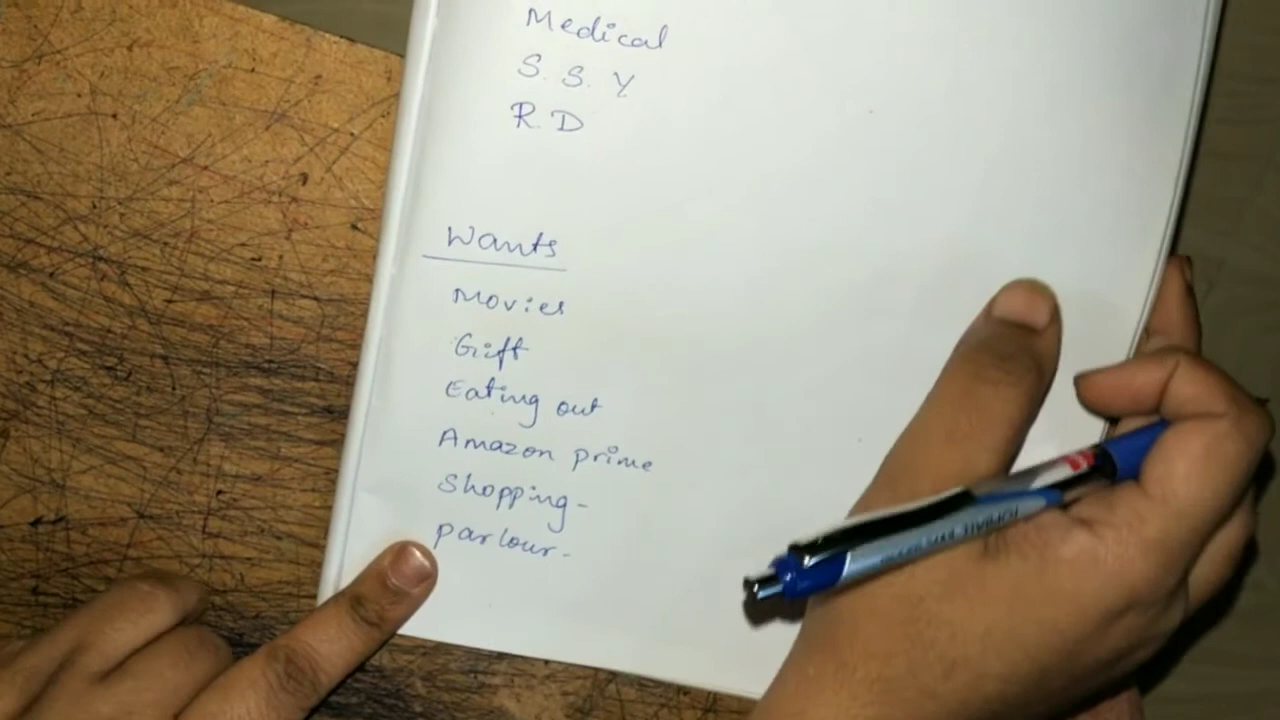 Medical
S. S. Y
R. D
Wants
Movies
Gift
Eating out
Amazon prime
Shopping-
parlour-